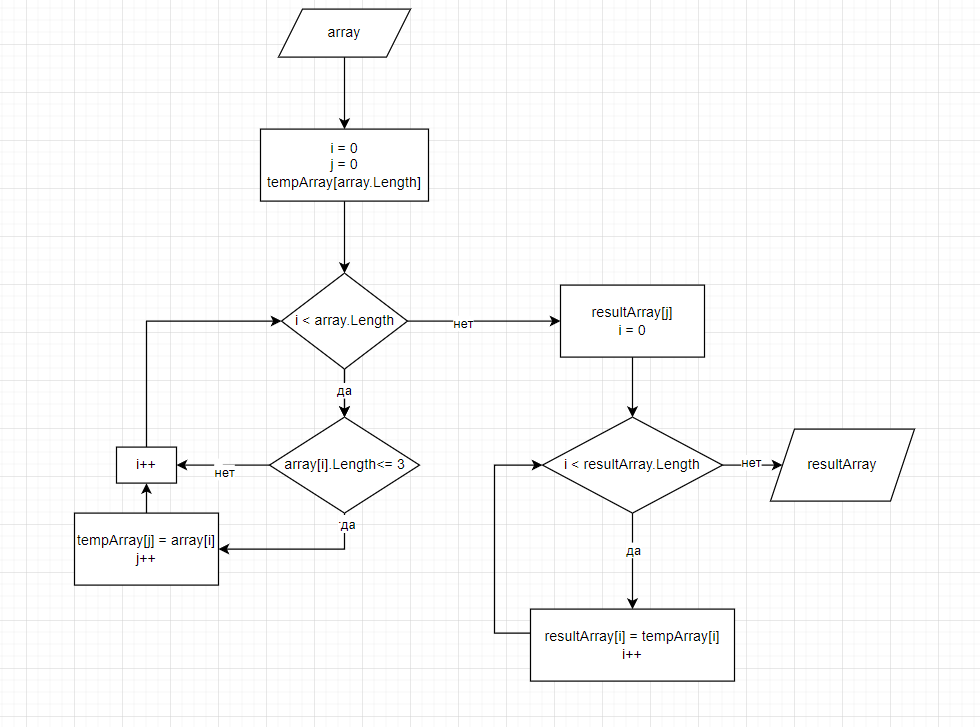 array
i = 0
j = 0
tempArray[array.Length]
i < array.Length
нет
resultArray[j]
i = 0
да
i++
нет
array[i].Length<= 3
i < resultArray.Length
нет
resultArray
да
tempArray[j] = array[i]
j++
да
resultArray[i] = tempArray[i]
i++